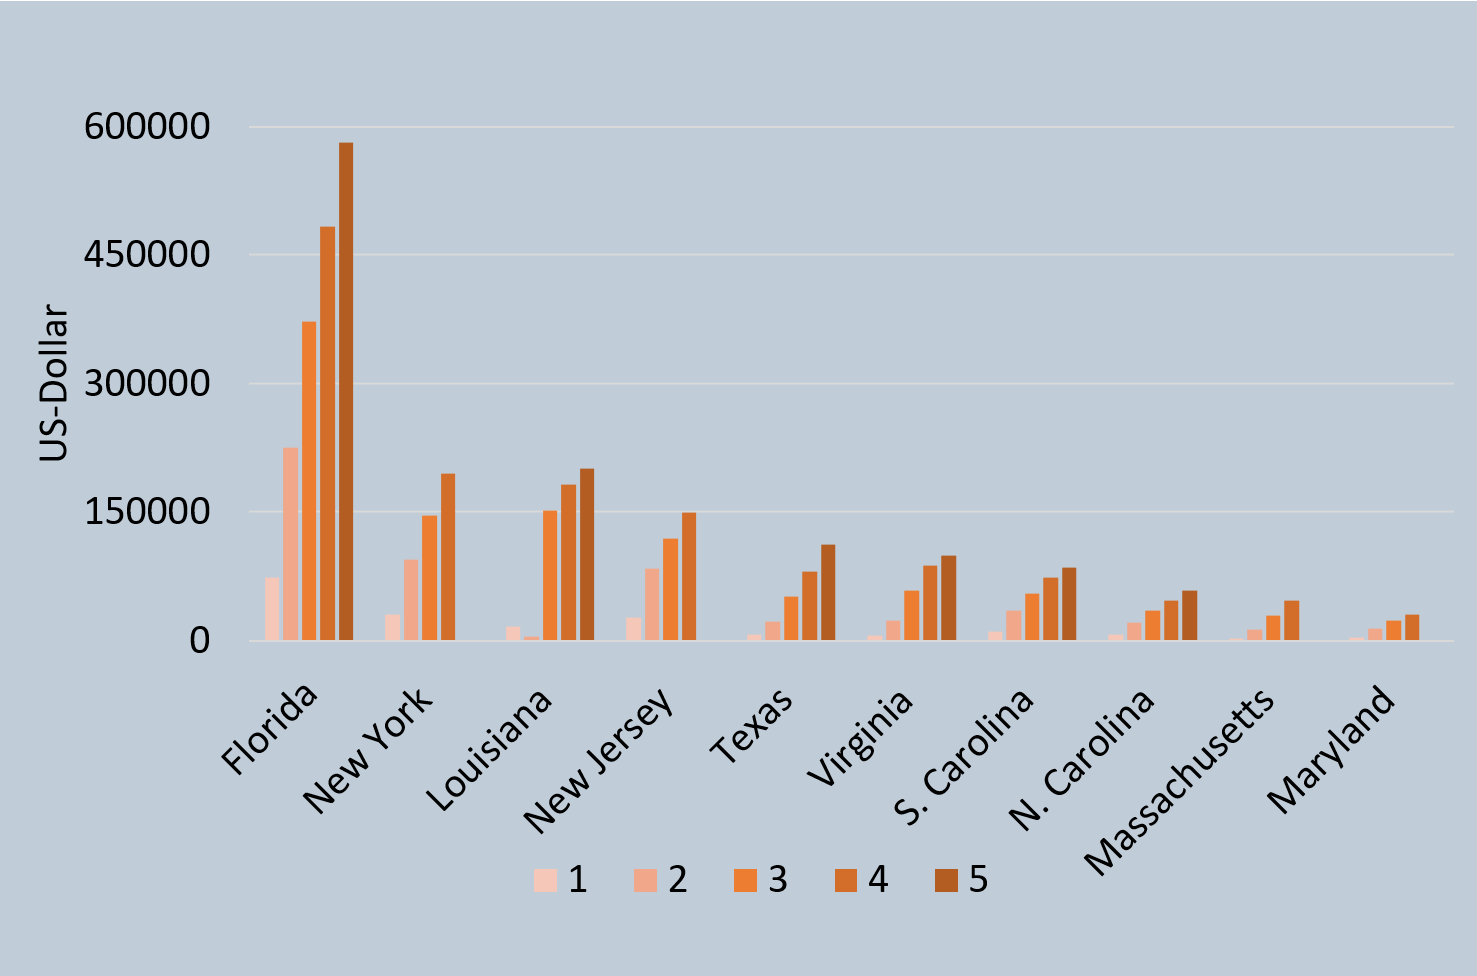 600000
450000
300000
150000
0
US-Dollar
Florida
New York
Louisiana
New Jersey
Texas
Virginia
S. Carolina
N. Carolina
Massachusetts
Maryland
1 2 3 4 5